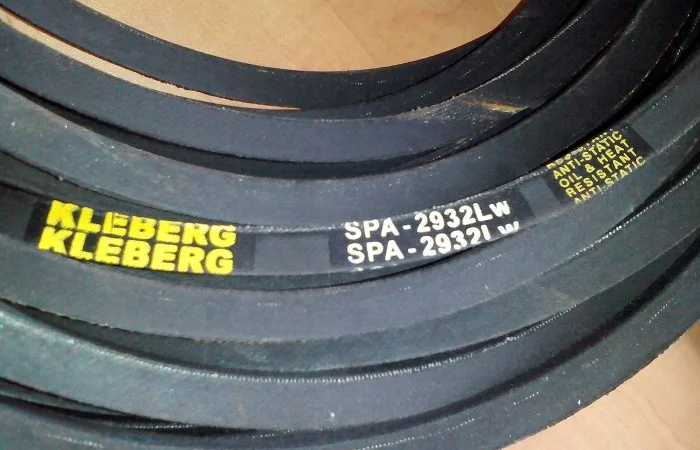 KLEBERG
KLEBERG
SPA-2932Lw
SPA-2932Lw
ANTI-STATIC
OIL & HEAT
RESISTANT
ANTI-STATIC